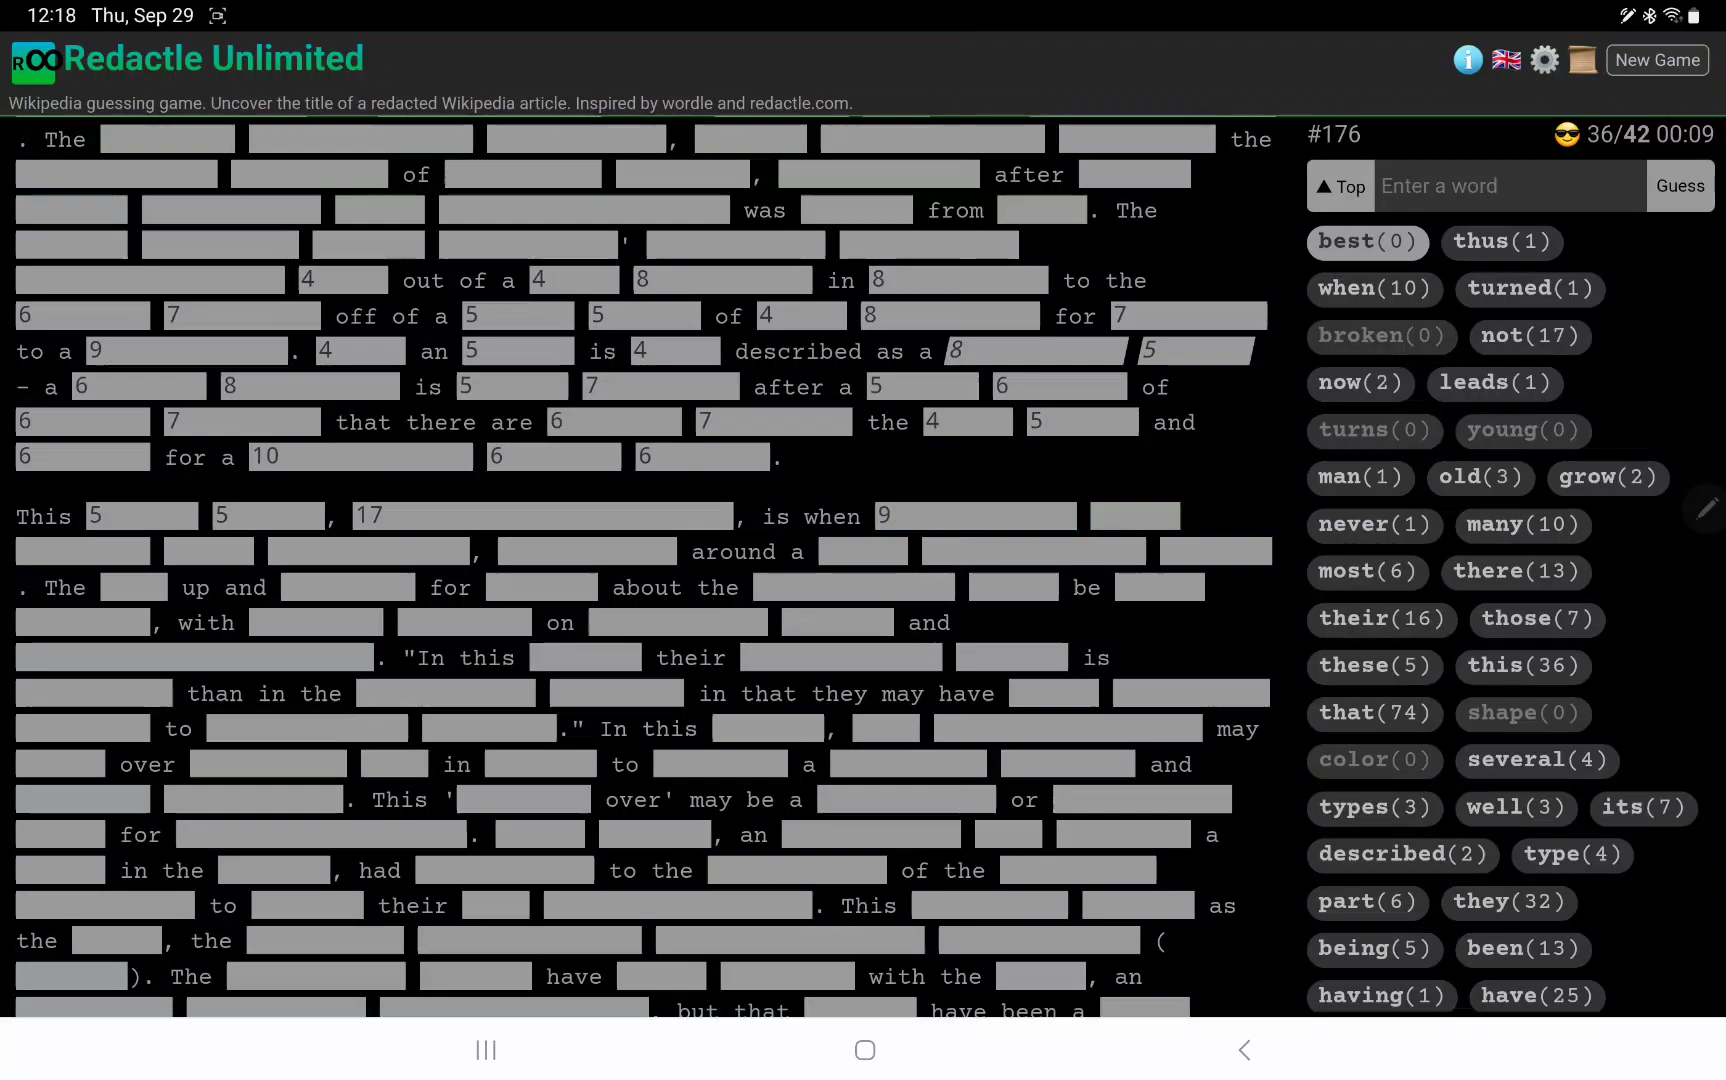 12:18 Thu, Sep 29
R∞ Redactle Unlimited
New Game
Wikipedia guessing game. Uncover the title of a redacted Wikipedia article. Inspired by wordle and redactle.com.
. The , the
of , after
was from . The
'
4 out of a 4 8 in 8 to the
6 7 off of a 5 5 of 4 8 for 7
to a 9 . 4 an 5 is 4 described as a 8 5
- a 6 8 is 5 7 after a 5 6 of
6 7 that there are 6 7 the 4 5 and
6 for a 10 6 6 .
This 5 5 , 17 , is when 9
, around a
. The up and for about the be
, with on and
. "In this their is
than in the in that they may have
to ." In this , may
over in to a and
. This ' over' may be a or
for . , an a
in the , had to the of the
to their . This as
the , the (
). The have with the , an
, but that have been a
#176 😎 36/42 00:09
▲ Top Enter a word Guess
best(0) thus(1)
when(10) turned(1)
broken(0) not(17)
now(2) leads(1)
turns(0) young(0)
man(1) old(3) grow(2)
never(1) many(10)
most(6) there(13)
their(16) those(7)
these(5) this(36)
that(74) shape(0)
color(0) several(4)
types(3) well(3) its(7)
described(2) type(4)
part(6) they(32)
being(5) been(13)
having(1) have(25)